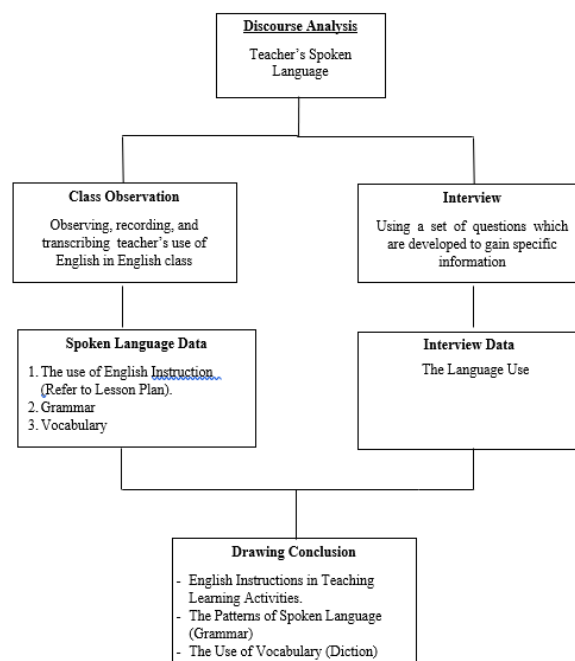 Discourse Analysis
Teacher's Spoken
Language
Class Observation
Observing, recording, and
transcribing teacher's use of
English in English class
Interview
Using a set of questions which
are developed to gain specific
information
Spoken Language Data
1. The use of English Instruction
(Refer to Lesson Plan).
2. Grammar
3. Vocabulary
Interview Data
The Language Use
Drawing Conclusion
- English Instructions in Teaching
Learning Activities.
- The Patterns of Spoken Language
(Grammar)
- The Use of Vocabulary (Diction)